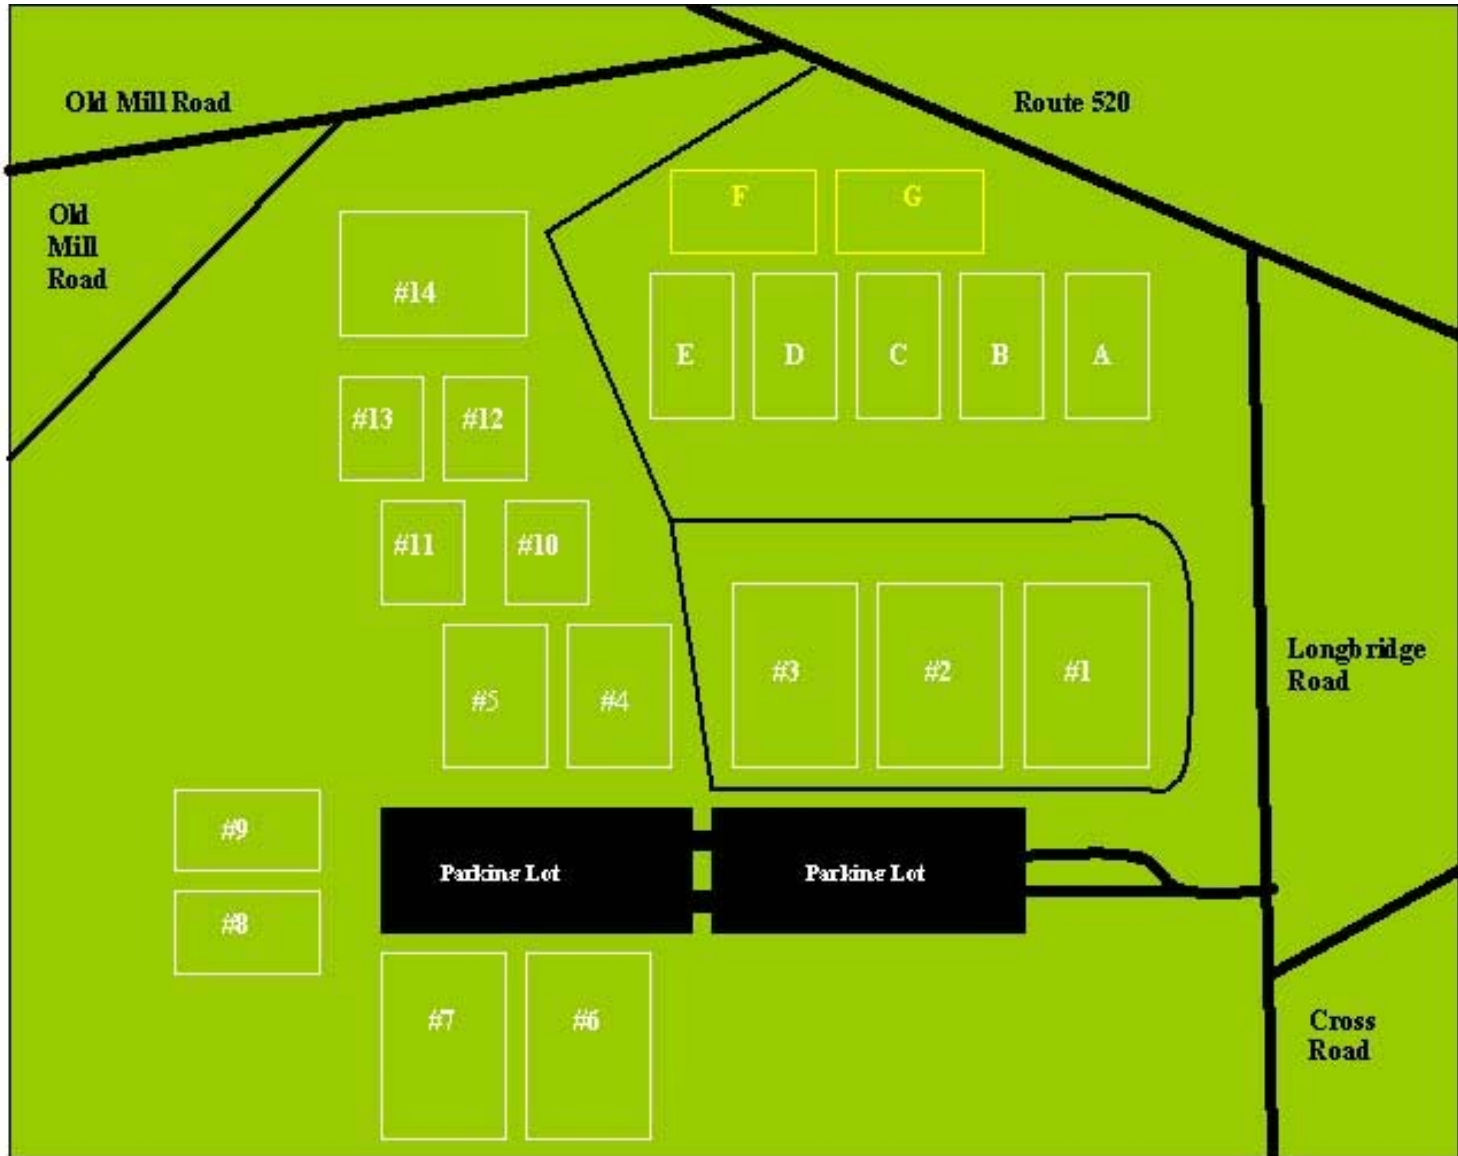 Old Mill Road
Route 520
Old
Mill
Road
F
G
#14
E
D
C
B
A
#13
#12
#11
#10
#3
#2
#1
Longbridge
Road
#5
#4
#9
Parking Lot
Parking Lot
#8
#7
#6
Cross
Road